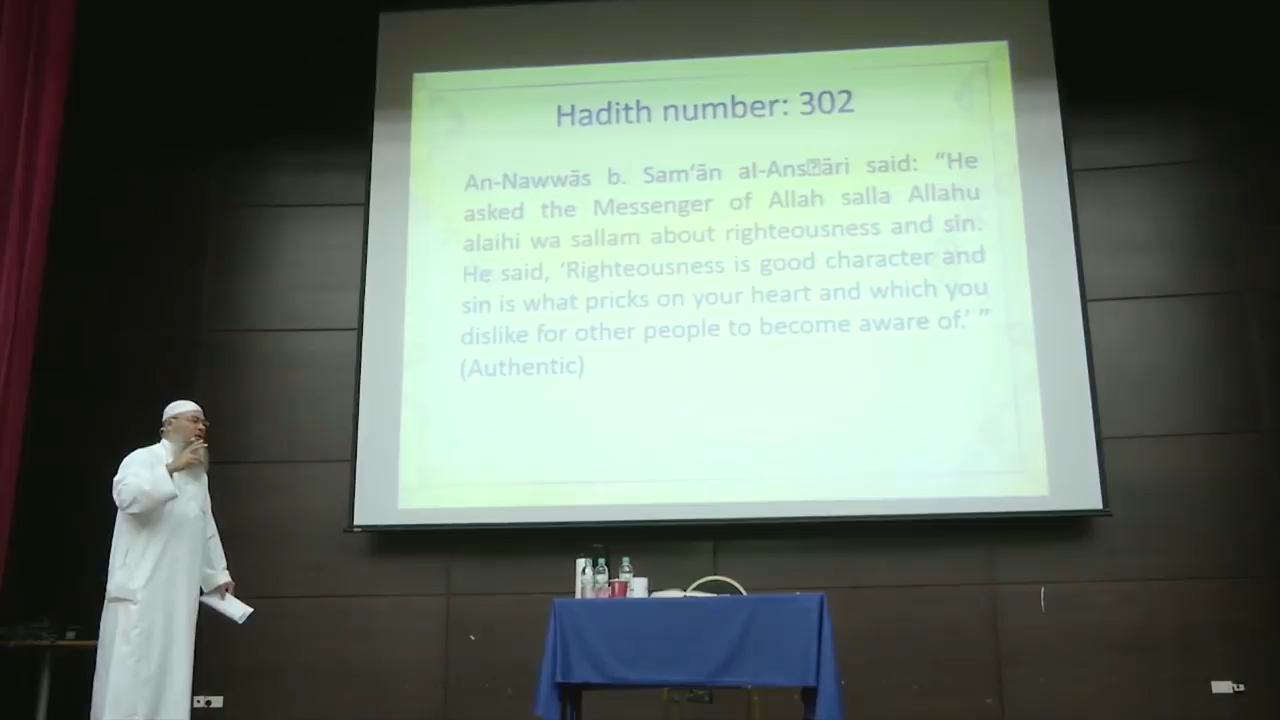 Hadith number: 302
An-Nawwās b. Sam‘ān al-Ans⍰āri said: “He
asked the Messenger of Allah salla Allahu
alaihi wa sallam about righteousness and sin.
He said, ‘Righteousness is good character and
sin is what pricks on your heart and which you
dislike for other people to become aware of.’ ”
(Authentic)